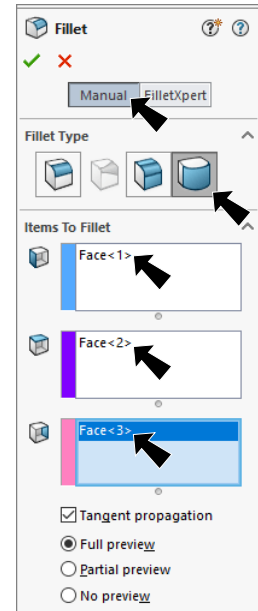 Fillet
Manual FilletXpert
Fillet Type
Items To Fillet
Face<1>
Face<2>
Face<3>
Tangent propagation
Full preview
Partial preview
No preview